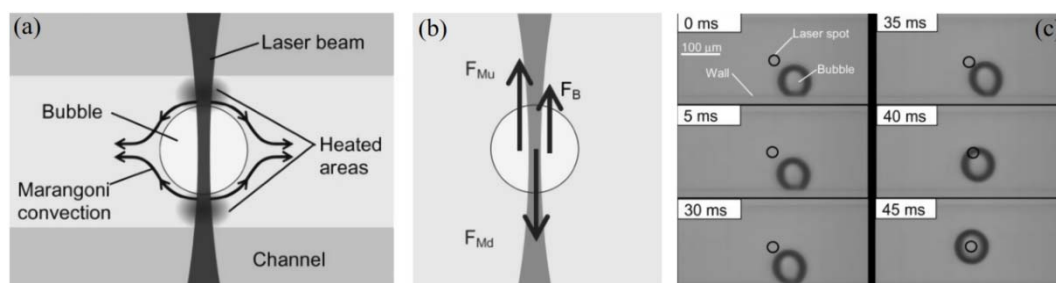 (a)
Laser beam
Bubble
Heated
areas
Marangoni
convection
Channel
(b)
F_Mu
F_B
F_Md
(c)
0 ms
100 μm
Laser spot
Wall
Bubble
5 ms
30 ms
35 ms
40 ms
45 ms